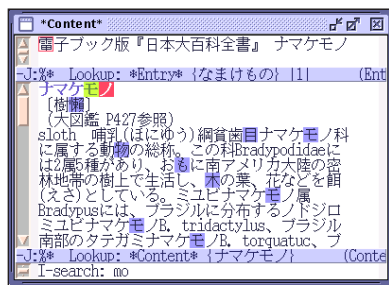 *Content*
電子ブック版『日本大百科全書』 ナマケモノ
-J:%* Lookup: *Entry* {なまけもの} |1| (Ent
ナマケモノ
[樹懶]
(大図鑑 P427参照)
sloth 哺乳(ほにゅう)綱貧歯目ナマケモノ科
に属する動物の総称。この科Bradypodidaeに
は2属5種があり、おもに南アメリカ大陸の密
林地帯の樹上で生活し、木の葉、花などを餌
(えさ)としている。ミユビナマケモノ属
Bradypusには、ブラジルに分布するノドジロ
ミユビナマケモノB. tridactylus、ブラジル
南部のタテガミナマケモノB. torquatuc、ブ
-J:%* Lookup: *Content* {ナマケモノ} (Conte
I-search: mo